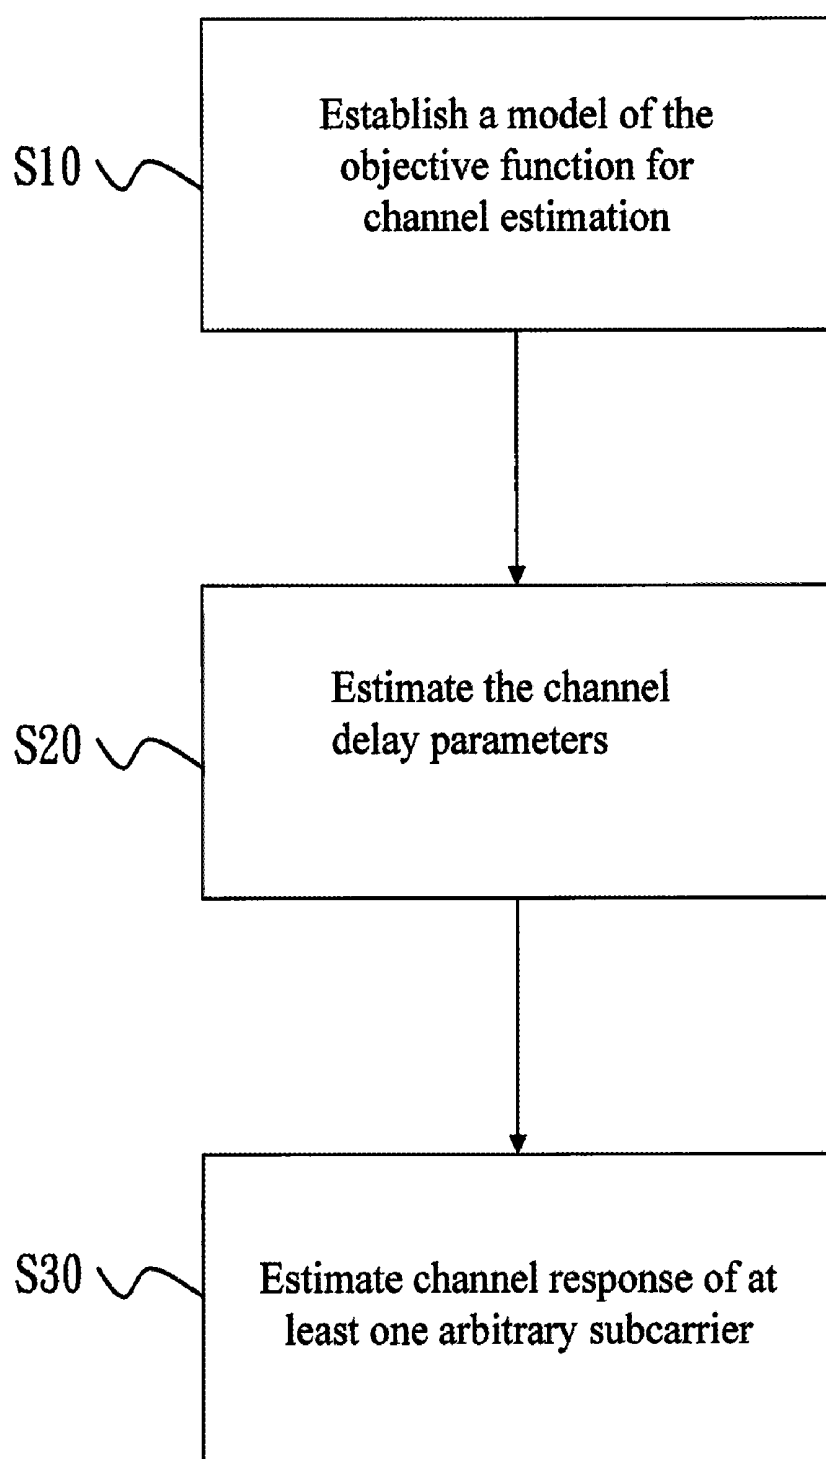 Establish a model of the
S10
objective function for
channel estimation
Estimate the channel
S20
delay parameters
S30
Estimate channel response of at
least one arbitrary subcarrier